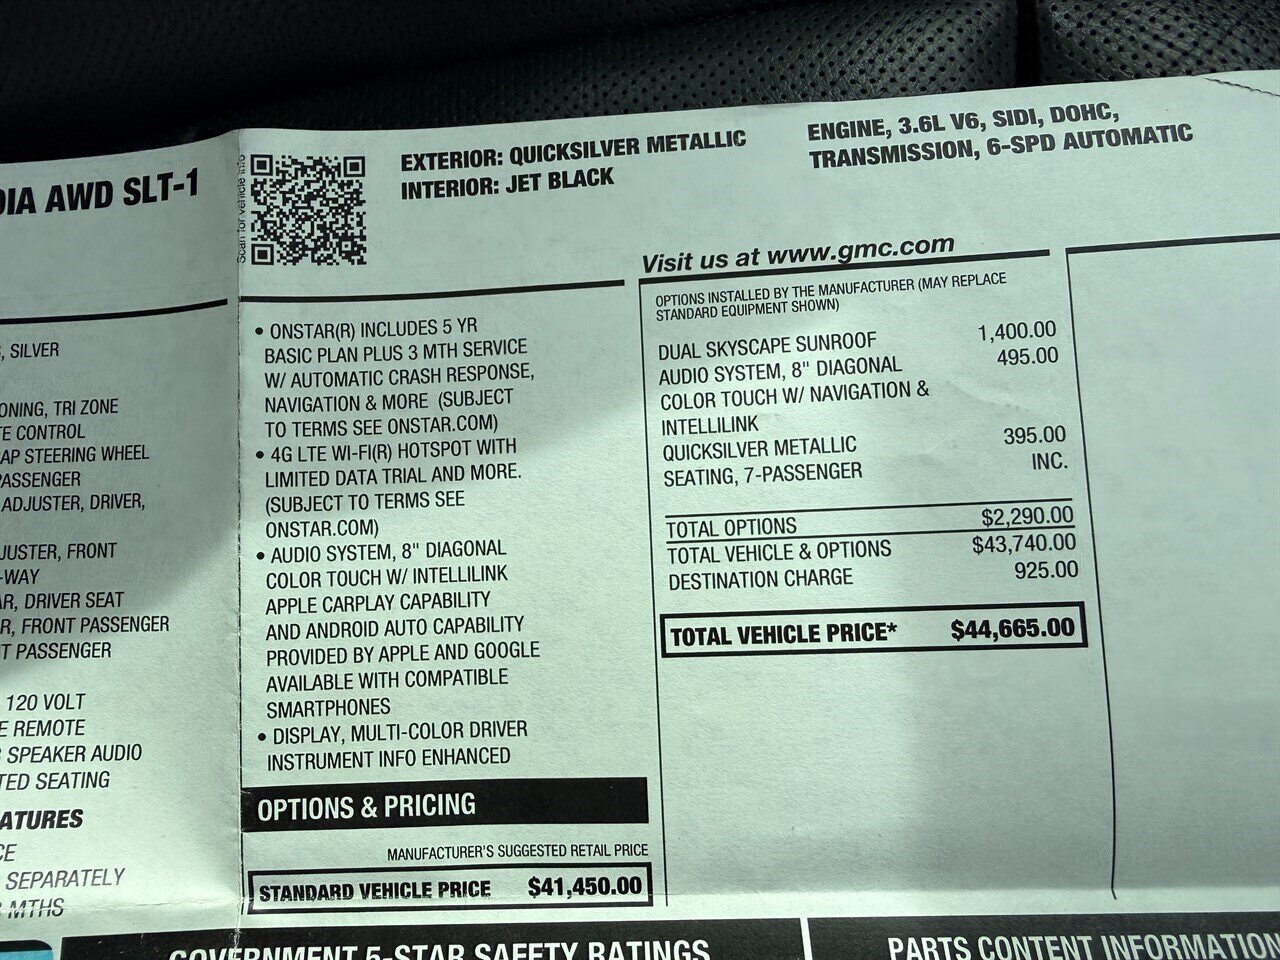 DIA AWD SLT-1
Scan for vehicle info
EXTERIOR: QUICKSILVER METALLIC
INTERIOR: JET BLACK
ENGINE, 3.6L V6, SIDI, DOHC,
TRANSMISSION, 6-SPD AUTOMATIC
, SILVER
ONING, TRI ZONE
TE CONTROL
AP STEERING WHEEL
PASSENGER
ADJUSTER, DRIVER,
JUSTER, FRONT
-WAY
AR, DRIVER SEAT
R, FRONT PASSENGER
T PASSENGER
120 VOLT
E REMOTE
SPEAKER AUDIO
TED SEATING
ATURES
CE
SEPARATELY
MTHS
• ONSTAR(R) INCLUDES 5 YR
BASIC PLAN PLUS 3 MTH SERVICE
W/ AUTOMATIC CRASH RESPONSE,
NAVIGATION & MORE (SUBJECT
TO TERMS SEE ONSTAR.COM)
• 4G LTE WI-FI(R) HOTSPOT WITH
LIMITED DATA TRIAL AND MORE.
(SUBJECT TO TERMS SEE
ONSTAR.COM)
• AUDIO SYSTEM, 8" DIAGONAL
COLOR TOUCH W/ INTELLILINK
APPLE CARPLAY CAPABILITY
AND ANDROID AUTO CAPABILITY
PROVIDED BY APPLE AND GOOGLE
AVAILABLE WITH COMPATIBLE
SMARTPHONES
• DISPLAY, MULTI-COLOR DRIVER
INSTRUMENT INFO ENHANCED
OPTIONS & PRICING
MANUFACTURER'S SUGGESTED RETAIL PRICE
STANDARD VEHICLE PRICE $41,450.00
Visit us at www.gmc.com
OPTIONS INSTALLED BY THE MANUFACTURER (MAY REPLACE
STANDARD EQUIPMENT SHOWN)
DUAL SKYSCAPE SUNROOF 1,400.00
AUDIO SYSTEM, 8" DIAGONAL 495.00
COLOR TOUCH W/ NAVIGATION &
INTELLILINK
QUICKSILVER METALLIC 395.00
SEATING, 7-PASSENGER INC.
TOTAL OPTIONS $2,290.00
TOTAL VEHICLE & OPTIONS $43,740.00
DESTINATION CHARGE 925.00
TOTAL VEHICLE PRICE* $44,665.00
GOVERNMENT 5-STAR SAFETY RATINGS
PARTS CONTENT INFORMATION